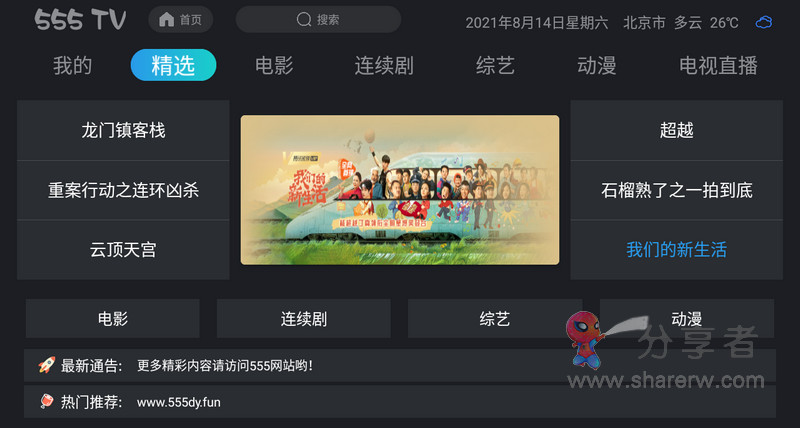 555 TV
首页
搜索
2021年8月14日星期六 北京市 多云 26℃
我的 精选 电影 连续剧 综艺 动漫 电视直播
龙门镇客栈
重案行动之连环凶杀
云顶天宫
我们的
新生活
超越
石榴熟了之一拍到底
我们的新生活
电影 连续剧 综艺 动漫
最新通告: 更多精彩内容请访问555网站哟!
热门推荐: www.555dy.fun
分享者
www.sharerw.com